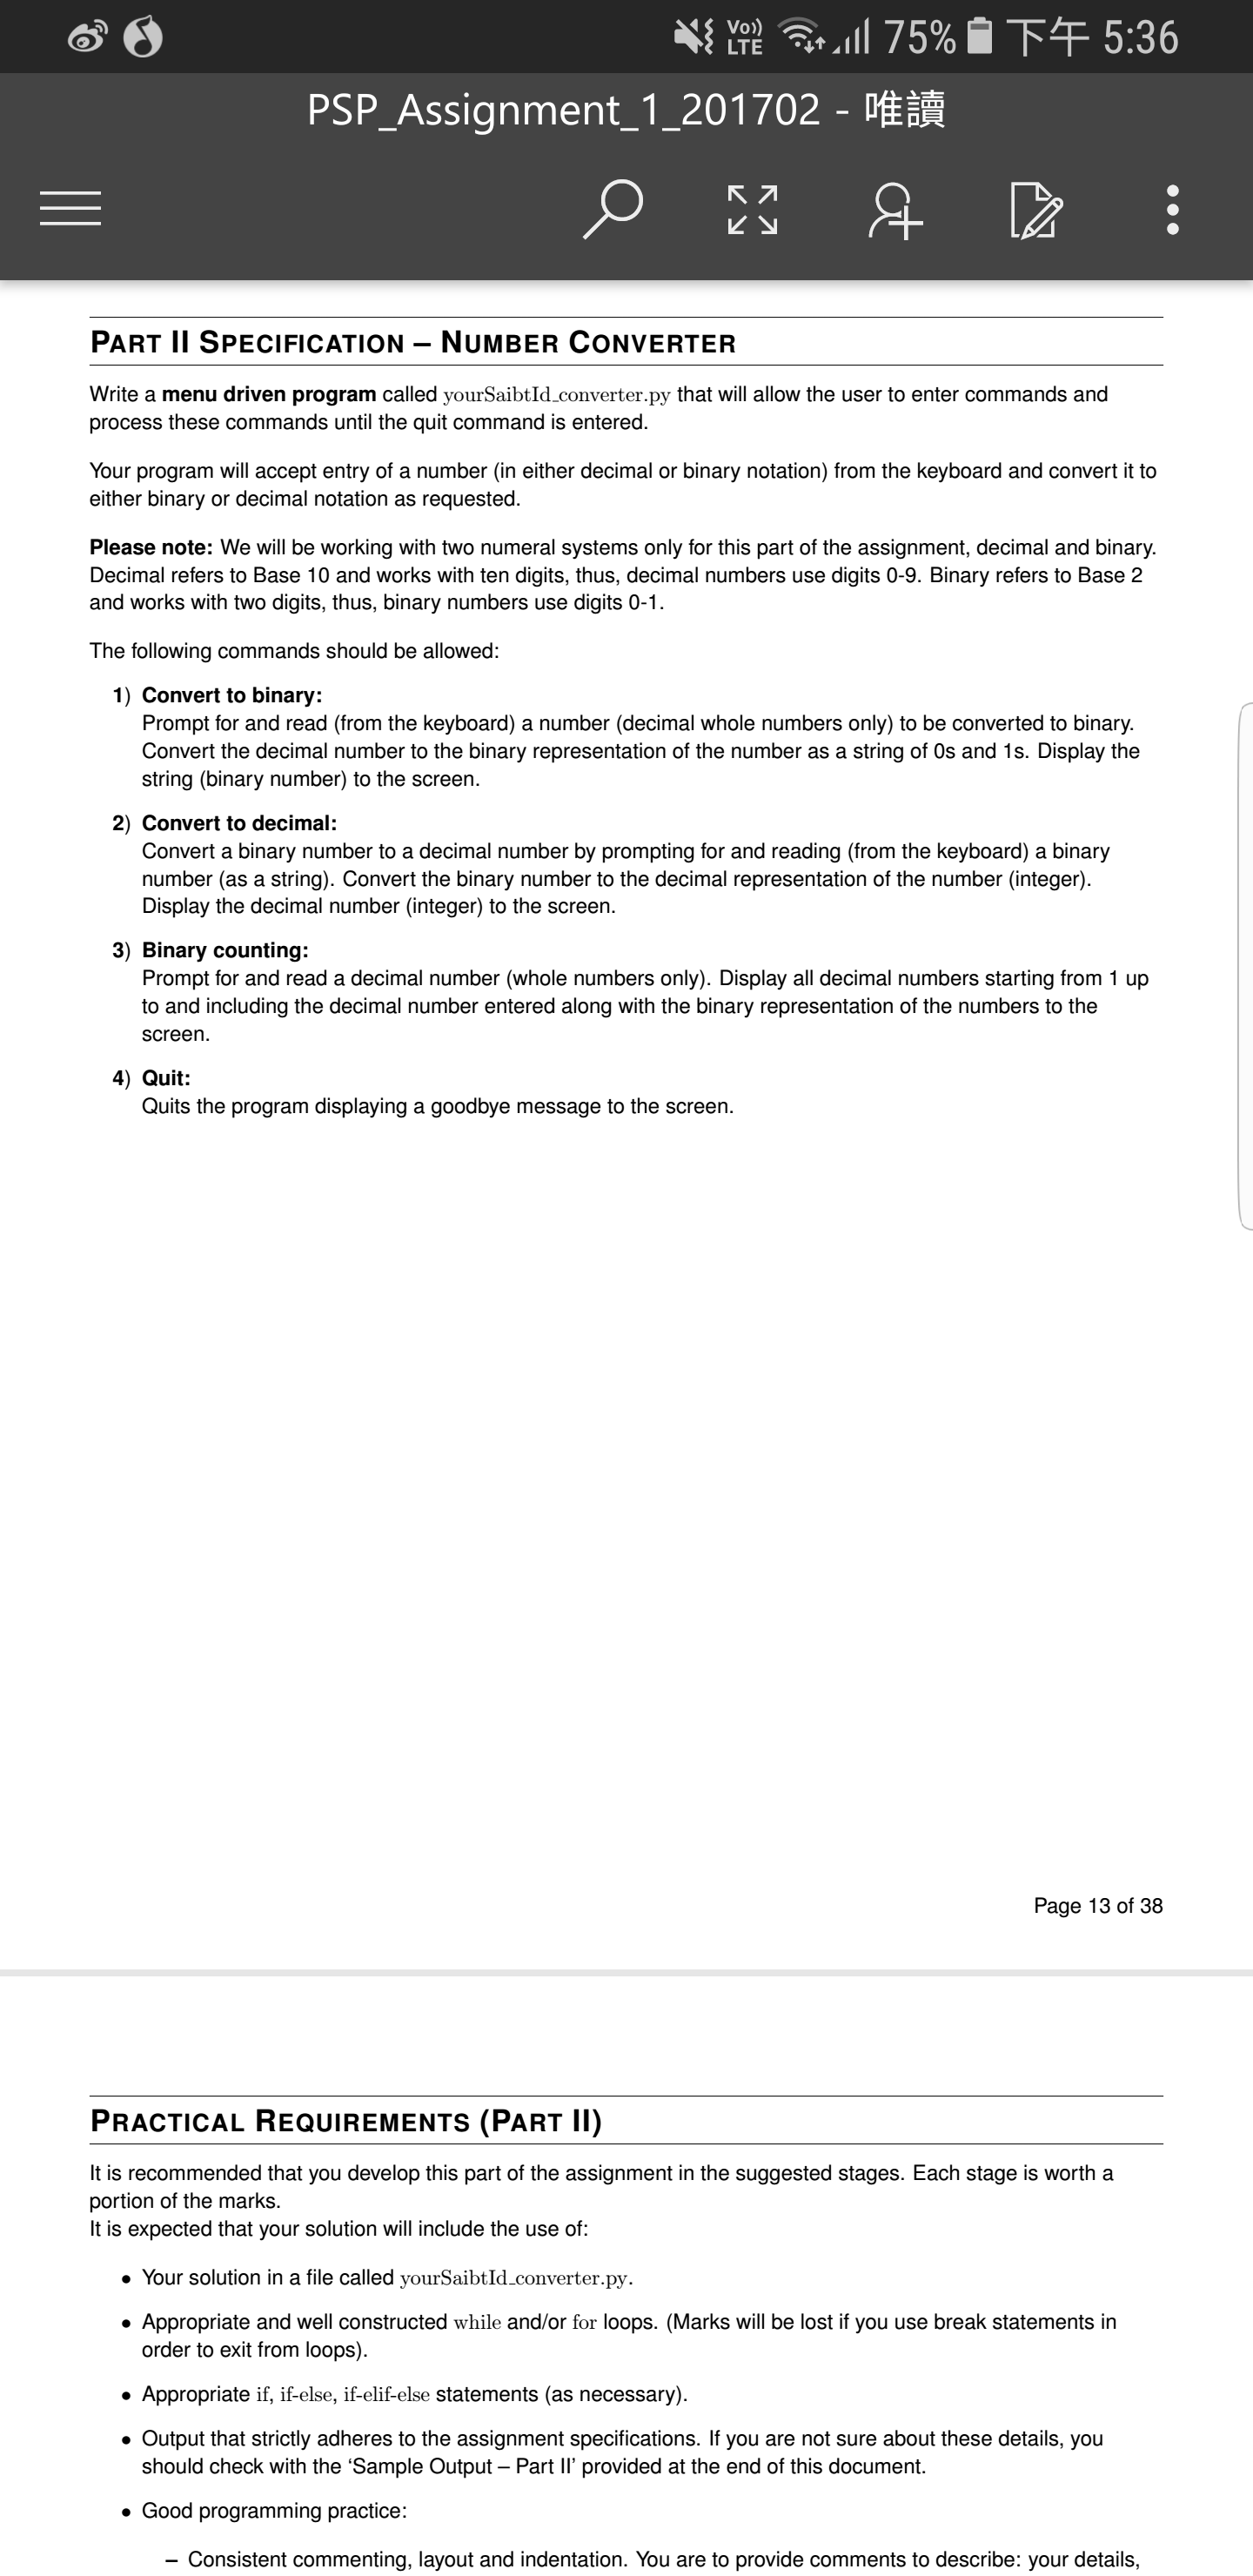 Vo)) LTE 75% 下午 5:36
PSP_Assignment_1_201702 - 唯讀
PART II SPECIFICATION – NUMBER CONVERTER
Write a menu driven program called yourSaibtId_converter.py that will allow the user to enter commands and
process these commands until the quit command is entered.
Your program will accept entry of a number (in either decimal or binary notation) from the keyboard and convert it to
either binary or decimal notation as requested.
Please note: We will be working with two numeral systems only for this part of the assignment, decimal and binary.
Decimal refers to Base 10 and works with ten digits, thus, decimal numbers use digits 0-9. Binary refers to Base 2
and works with two digits, thus, binary numbers use digits 0-1.
The following commands should be allowed:
1) Convert to binary:
Prompt for and read (from the keyboard) a number (decimal whole numbers only) to be converted to binary.
Convert the decimal number to the binary representation of the number as a string of 0s and 1s. Display the
string (binary number) to the screen.
2) Convert to decimal:
Convert a binary number to a decimal number by prompting for and reading (from the keyboard) a binary
number (as a string). Convert the binary number to the decimal representation of the number (integer).
Display the decimal number (integer) to the screen.
3) Binary counting:
Prompt for and read a decimal number (whole numbers only). Display all decimal numbers starting from 1 up
to and including the decimal number entered along with the binary representation of the numbers to the
screen.
4) Quit:
Quits the program displaying a goodbye message to the screen.
Page 13 of 38
PRACTICAL REQUIREMENTS (PART II)
It is recommended that you develop this part of the assignment in the suggested stages. Each stage is worth a
portion of the marks.
It is expected that your solution will include the use of:
• Your solution in a file called yourSaibtId_converter.py.
• Appropriate and well constructed while and/or for loops. (Marks will be lost if you use break statements in
order to exit from loops).
• Appropriate if, if-else, if-elif-else statements (as necessary).
• Output that strictly adheres to the assignment specifications. If you are not sure about these details, you
should check with the ‘Sample Output – Part II’ provided at the end of this document.
• Good programming practice:
– Consistent commenting, layout and indentation. You are to provide comments to describe: your details,